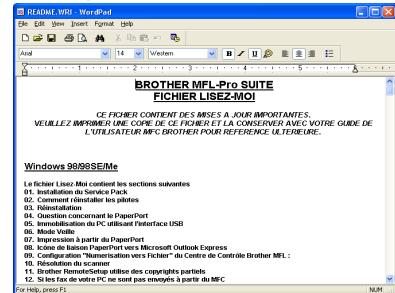 README.WRI - WordPad
File Edit View Insert Format Help
Arial 14 Western B I U
1 2 3 4 5
BROTHER MFL-Pro SUITE
FICHIER LISEZ-MOI
CE FICHIER CONTIENT DES MISES A JOUR IMPORTANTES.
VEUILLEZ IMPRIMER UNE COPIE DE CE FICHIER ET LA CONSERVER AVEC VOTRE GUIDE DE
L'UTILISATEUR MFC BROTHER POUR REFERENCE ULTERIEURE.
Windows 98/98SE/Me
Le fichier Lisez-Moi contient les sections suivantes
01. Installation du Service Pack
02. Comment réinstaller les pilotes
03. Réinstallation
04. Question concernant le PaperPort
05. Immobilisation du PC utilisant l'interface USB
06. Mode Veille
07. Impression à partir du PaperPort
08. Icône de liaison PaperPort vers Microsoft Outlook Express
09. Configuration "Numerisation vers Fichier" du Centre de Contrôle Brother MFL :
10. Résolution du scanner
11. Brother RemoteSetup utilise des copyrights partiels
12. Si les fax de votre PC ne sont pas envoyés à partir du MFC
For Help, press F1 NUM